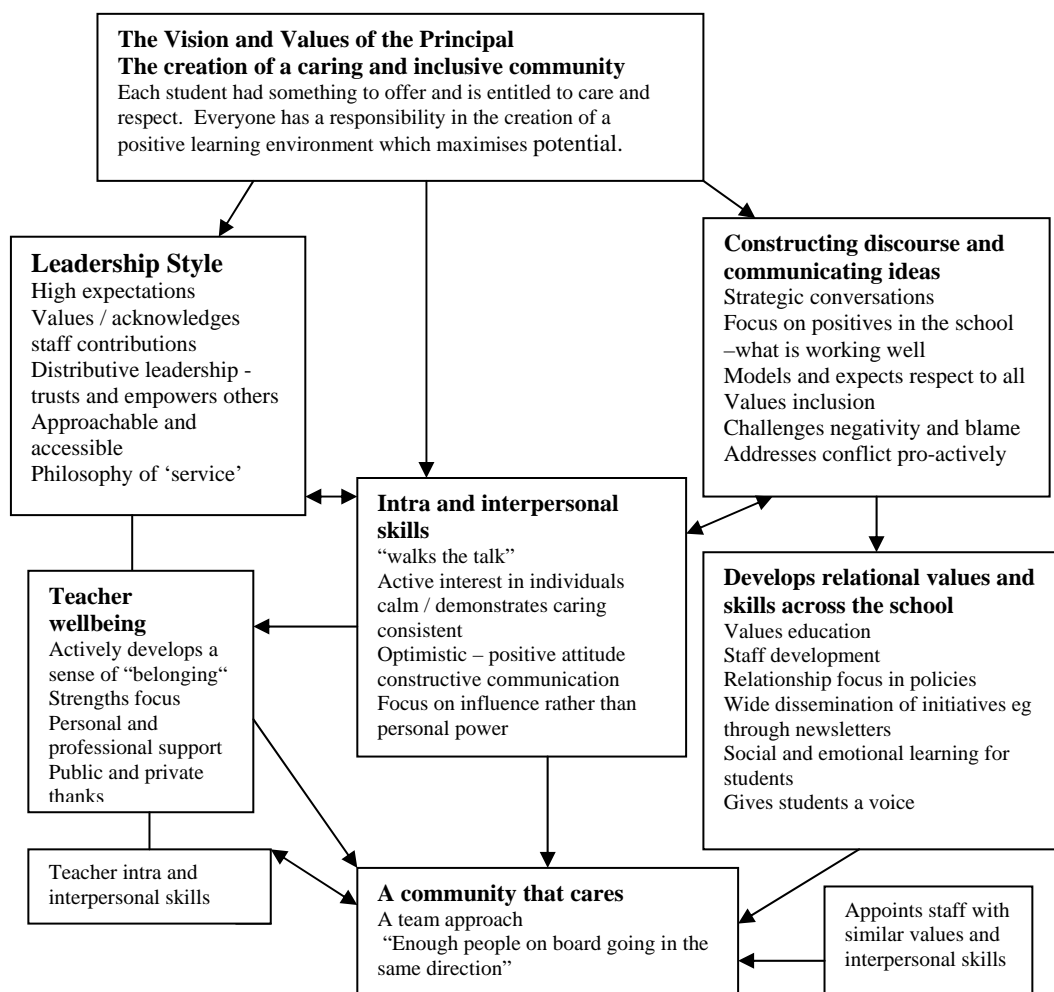 The Vision and Values of the Principal
The creation of a caring and inclusive community
Each student had something to offer and is entitled to care and
respect.  Everyone has a responsibility in the creation of a
positive learning environment which maximises potential.
Leadership Style
High expectations
Values / acknowledges
staff contributions
Distributive leadership -
trusts and empowers others
Approachable and
accessible
Philosophy of ‘service’
Constructing discourse and
communicating ideas
Strategic conversations
Focus on positives in the school
–what is working well
Models and expects respect to all
Values inclusion
Challenges negativity and blame
Addresses conflict pro-actively
Intra and interpersonal
skills
“walks the talk”
Active interest in individuals
calm / demonstrates caring
consistent
Optimistic – positive attitude
constructive communication
Focus on influence rather than
personal power
Teacher
wellbeing
Actively develops a
sense of “belonging“
Strengths focus
Personal and
professional support
Public and private
thanks
Develops relational values and
skills across the school
Values education
Staff development
Relationship focus in policies
Wide dissemination of initiatives eg
through newsletters
Social and emotional learning for
students
Gives students a voice
Teacher intra and
interpersonal skills
A community that cares
A team approach
“Enough people on board going in the
same direction”
Appoints staff with
similar values and
interpersonal skills